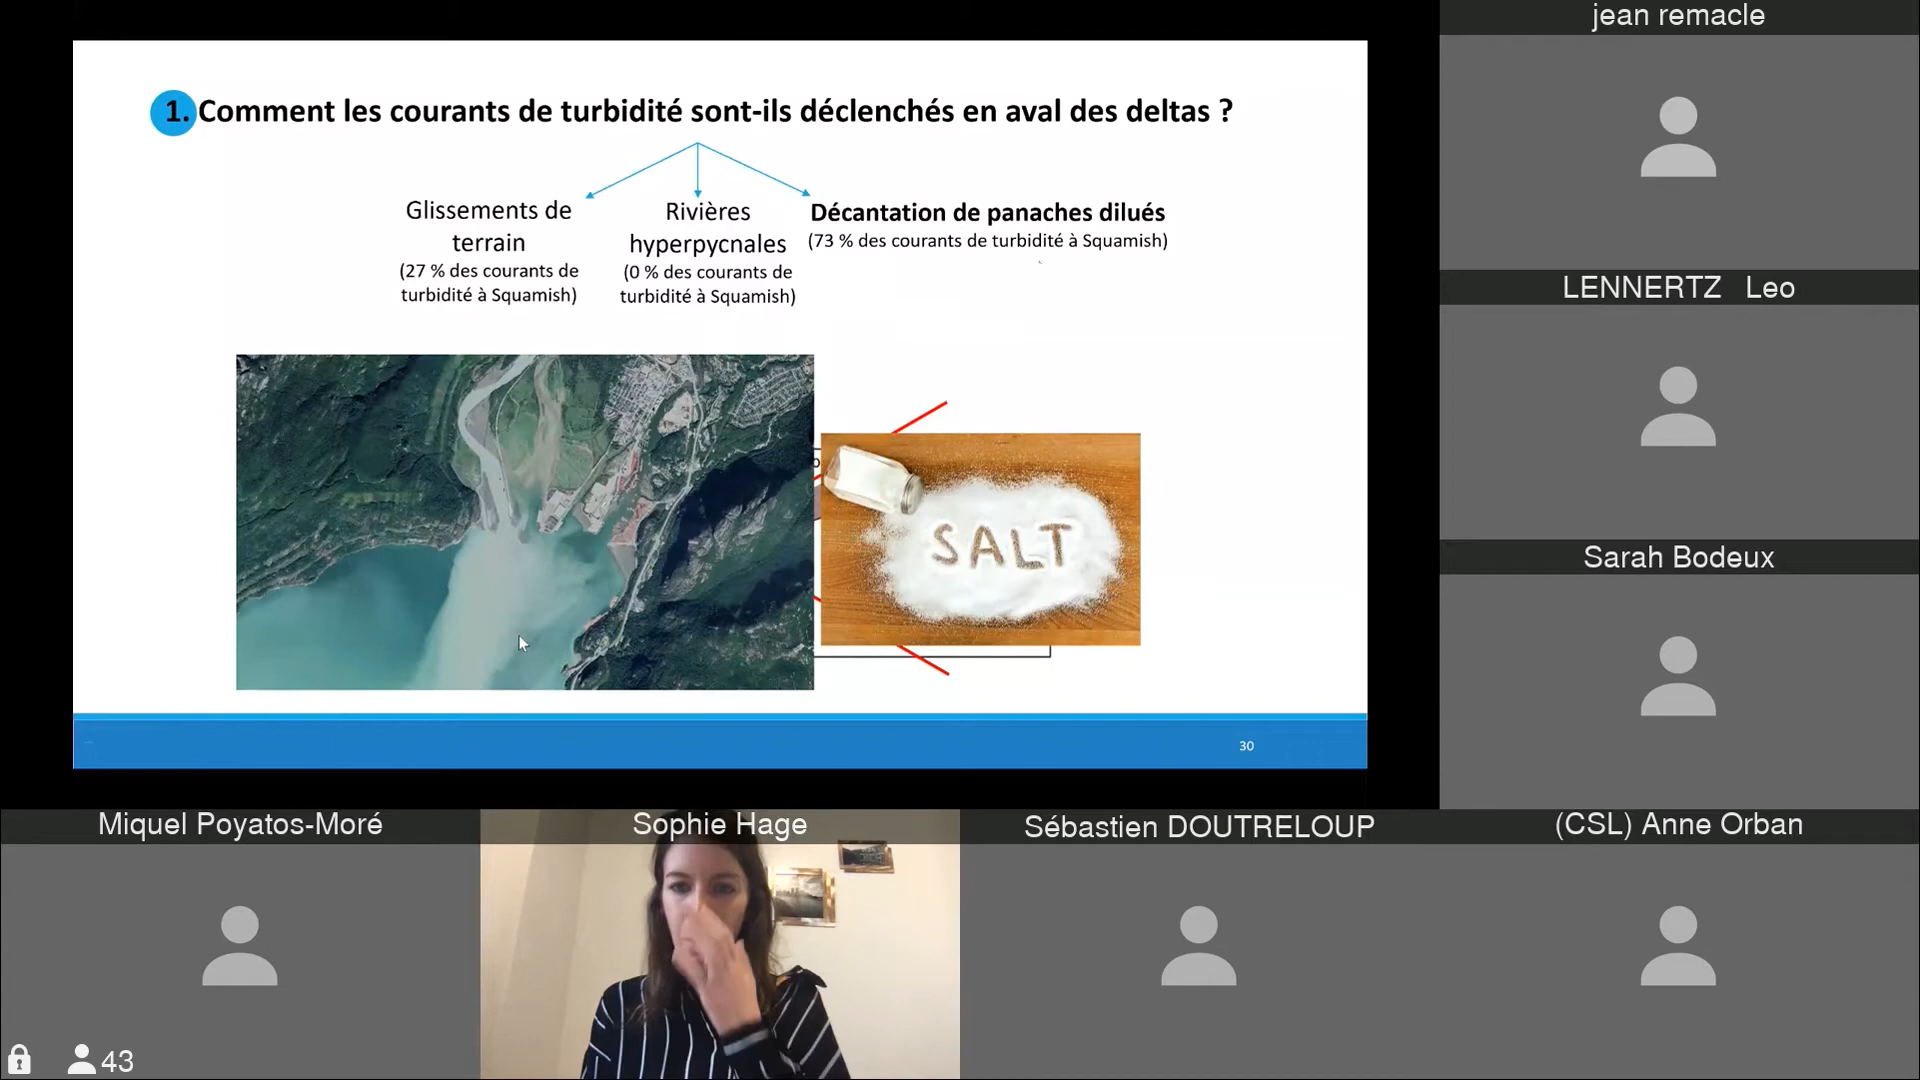 jean remacle
1. Comment les courants de turbidité sont-ils déclenchés en aval des deltas ?
Glissements de
terrain
(27 % des courants de
turbidité à Squamish)
Rivières
hyperpycnales
(0 % des courants de
turbidité à Squamish)
Décantation de panaches dilués
(73 % des courants de turbidité à Squamish)
SALT
30
LENNERTZ Leo
Sarah Bodeux
Miquel Poyatos-Moré
Sophie Hage
Sébastien DOUTRELOUP
(CSL) Anne Orban
43